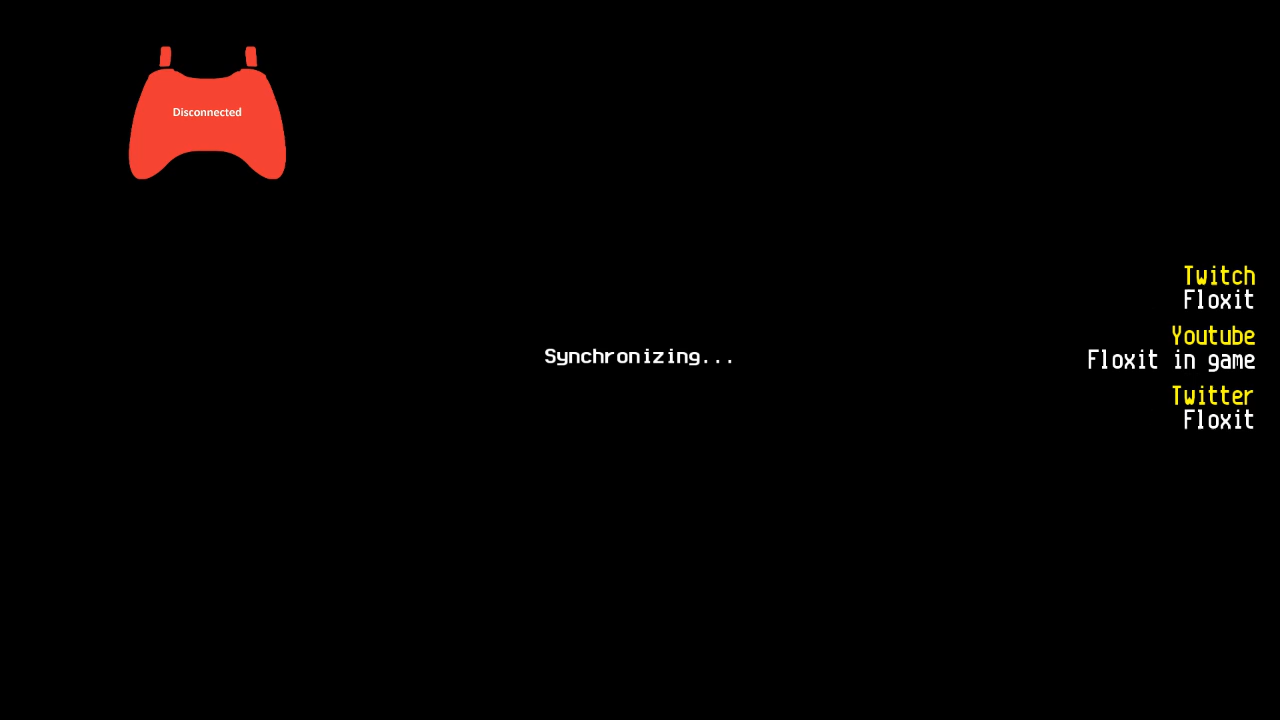 Disconnected
Synchronizing...
Twitch
Floxit
Youtube
Floxit in game
Twitter
Floxit